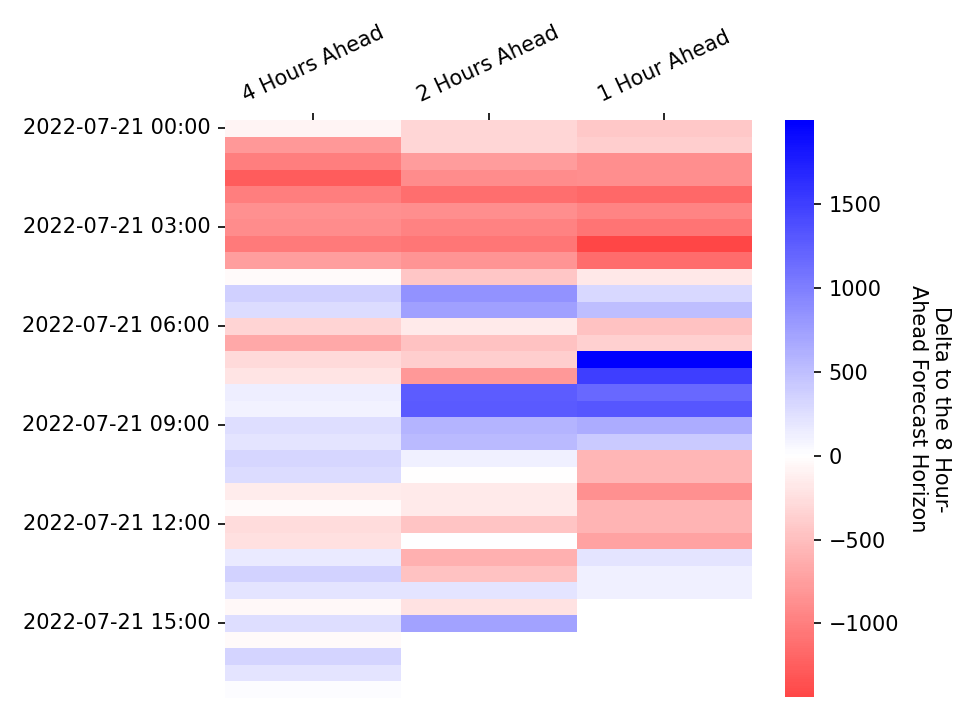 4 Hours Ahead
2 Hours Ahead
1 Hour Ahead
2022-07-21 00:00
2022-07-21 03:00
2022-07-21 06:00
2022-07-21 09:00
2022-07-21 12:00
2022-07-21 15:00
1500
1000
500
0
−500
−1000
Delta to the 8 Hour-
Ahead Forecast Horizon